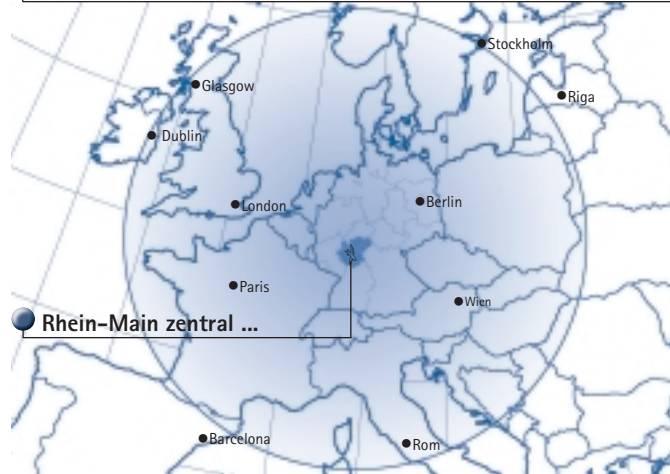 Stockholm
Glasgow
Riga
Dublin
London
Berlin
Paris
Wien
Rhein-Main zentral ...
Barcelona
Rom